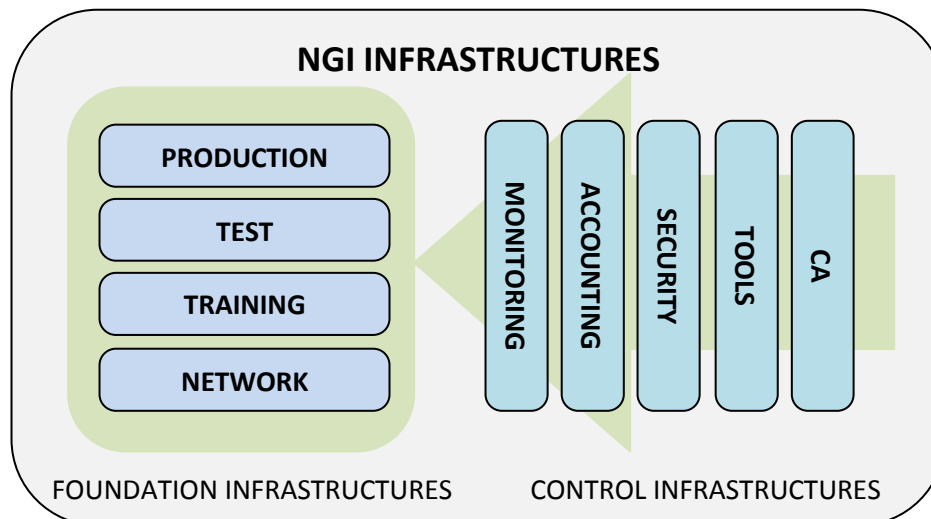 NGI INFRASTRUCTURES
PRODUCTION
TEST
TRAINING
NETWORK
MONITORING
ACCOUNTING
SECURITY
TOOLS
CA
FOUNDATION INFRASTRUCTURES
CONTROL INFRASTRUCTURES